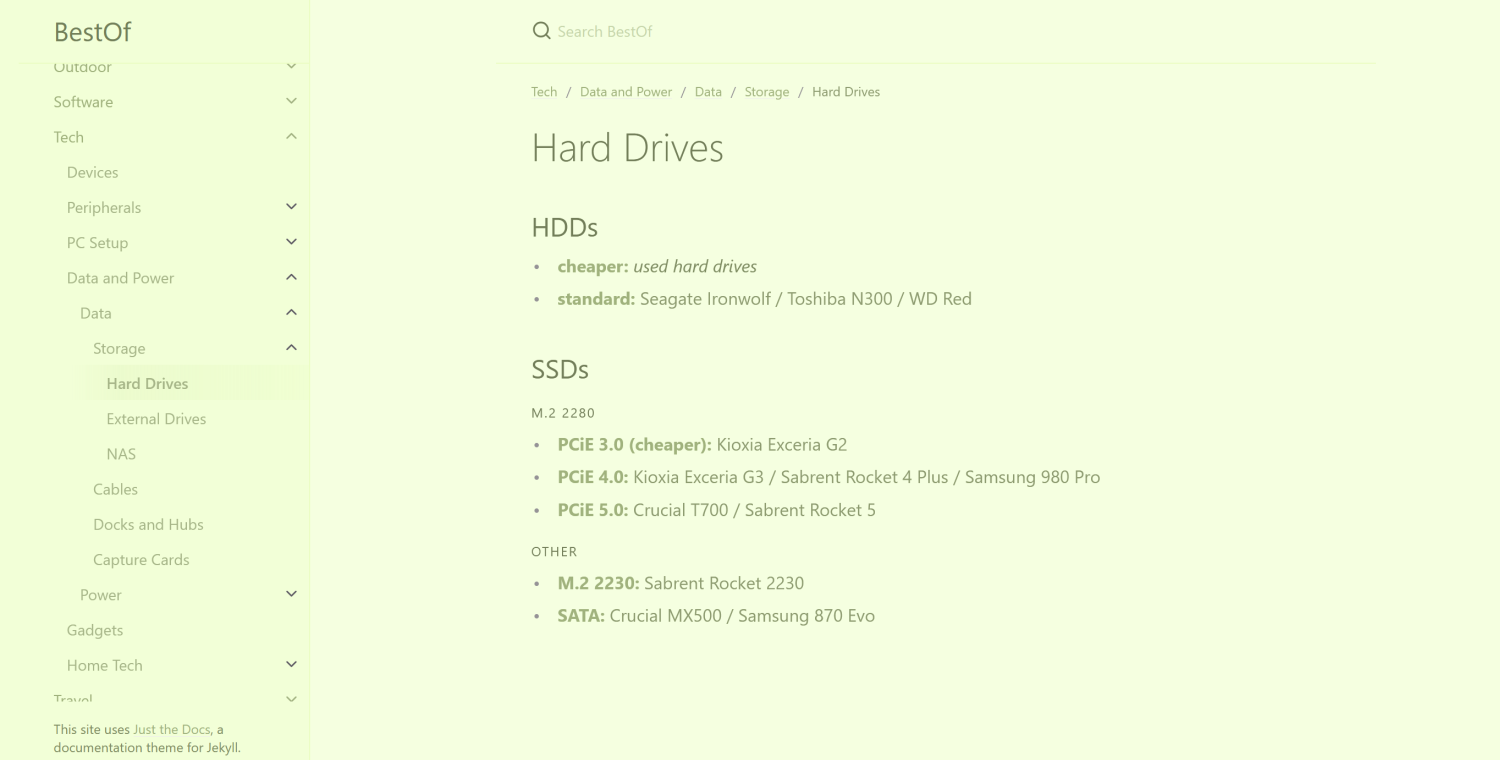 BestOf
Search BestOf
Outdoor
Software
Tech
Devices
Peripherals
PC Setup
Data and Power
Data
Storage
Hard Drives
External Drives
NAS
Cables
Docks and Hubs
Capture Cards
Power
Gadgets
Home Tech
Travel
This site uses Just the Docs, a
documentation theme for Jekyll.
Tech / Data and Power / Data / Storage / Hard Drives
Hard Drives
HDDs
• cheaper: used hard drives
• standard: Seagate Ironwolf / Toshiba N300 / WD Red
SSDs
M.2 2280
• PCiE 3.0 (cheaper): Kioxia Exceria G2
• PCiE 4.0: Kioxia Exceria G3 / Sabrent Rocket 4 Plus / Samsung 980 Pro
• PCiE 5.0: Crucial T700 / Sabrent Rocket 5
OTHER
• M.2 2230: Sabrent Rocket 2230
• SATA: Crucial MX500 / Samsung 870 Evo